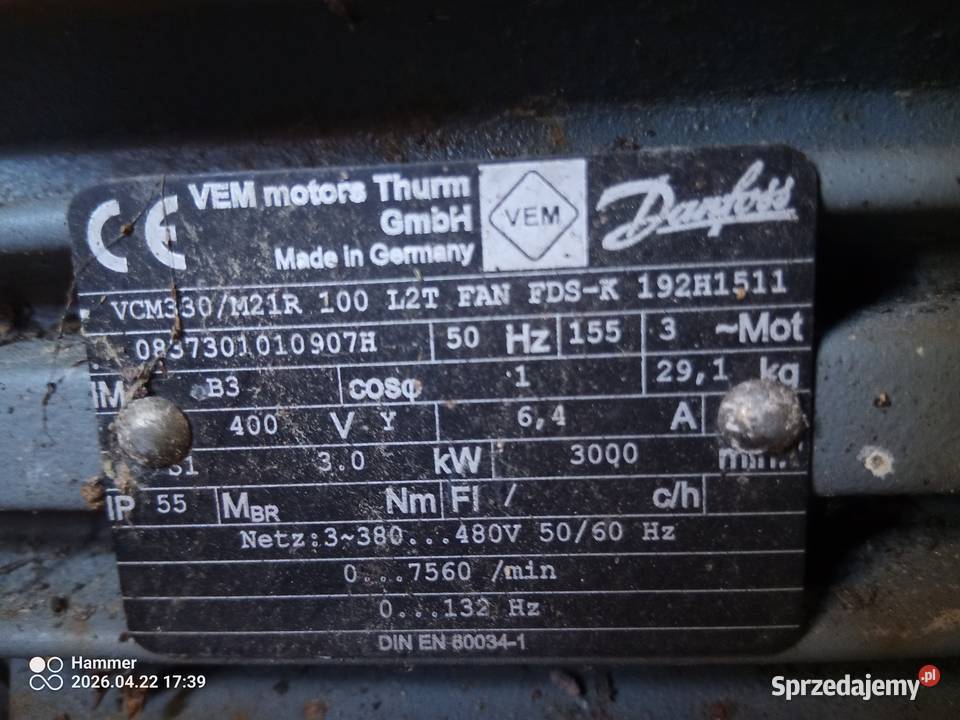 CE VEM motors Thurm GmbH Made in Germany VEM Danfoss
VCM330/M21R 100 L2T FAN FDS-K 192H1511
0837301010907H 50 Hz 155 3 ~Mot
IM B3 cosφ 1 29,1 kg
400 V Y 6,4 A
S1 3.0 kW 3000
IP 55 MBR Nm FI / c/h
Netz:3~380...480V 50/60 Hz
0...7560 /min
0...132 Hz
DIN EN 60034-1
Hammer
2026.04.22 17:39
Sprzedajemy.pl